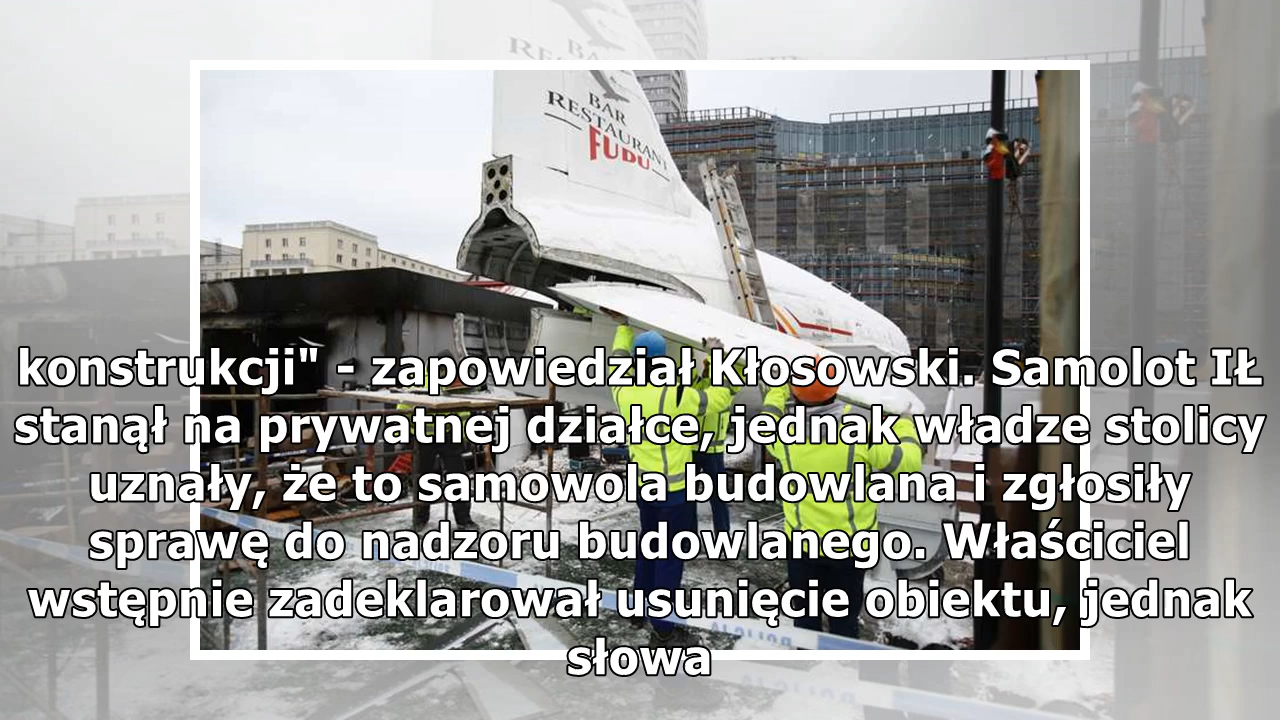 BAR
RESTAURANT
FUDU
konstrukcji" - zapowiedział Kłosowski. Samolot IŁ
stanął na prywatnej działce, jednak władze stolicy
uznały, że to samowola budowlana i zgłosiły
sprawę do nadzoru budowlanego. Właściciel
wstępnie zadeklarował usunięcie obiektu, jednak
słowa
POLICJA